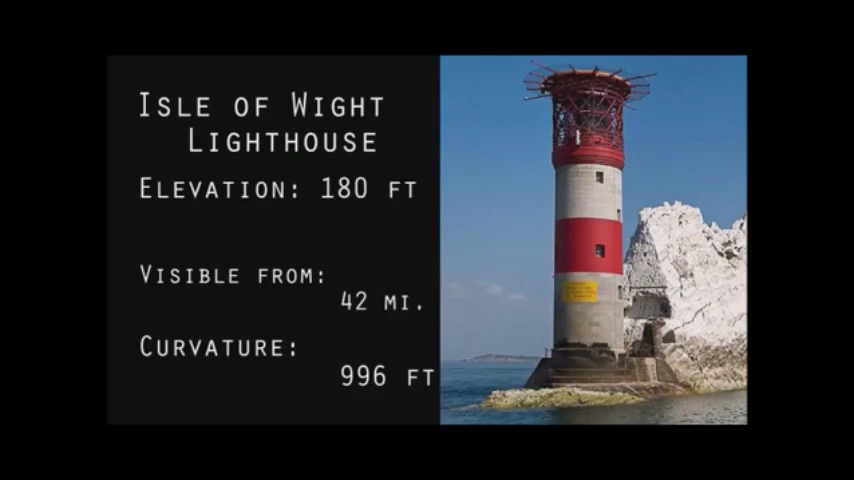 Isle of Wight
Lighthouse
Elevation: 180 ft
Visible from:
42 mi.
Curvature:
996 ft